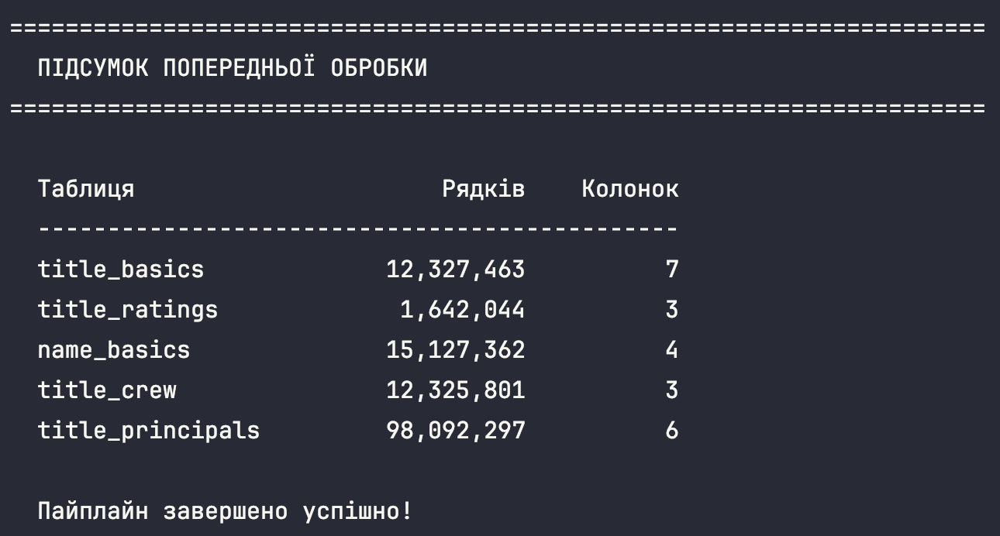 ======================================================================
ПІДСУМОК ПОПЕРЕДНЬОЇ ОБРОБКИ
======================================================================
Таблиця Рядків Колонок
----------------------------------------------
title_basics 12,327,463 7
title_ratings 1,642,044 3
name_basics 15,127,362 4
title_crew 12,325,801 3
title_principals 98,092,297 6
Пайплайн завершено успішно!